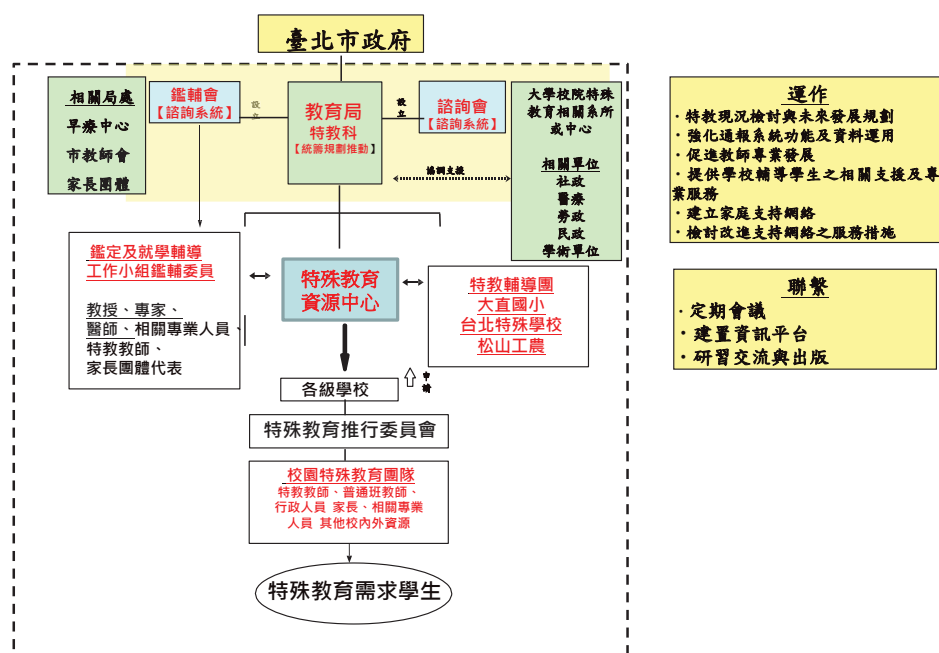 臺北市政府
相關局處
早療中心
市教師會
家長團體
鑑輔會
【諮詢系統】
設
立
教育局
特教科
【統籌規劃推動】
設
立
諮詢會
【諮詢系統】
大學校院特殊
教育相關系所
或中心
相關單位
社政
醫療
勞政
民政
學術單位
協調支援
鑑定及就學輔導
工作小組鑑輔委員
教授、專家、
醫師、相關專業人員、
特教教師、
家長團體代表
特殊教育
資源中心
特教輔導團
大直國小
台北特殊學校
松山工農
申
請
各級學校
特殊教育推行委員會
校園特殊教育團隊
特教教師、普通班教師、
行政人員 家長、相關專業
人員 其他校內外資源
特殊教育需求學生
運作
・特教現況檢討與未來發展規劃
・強化通報系統功能及資料運用
・促進教師專業發展
・提供學校輔導學生之相關支援及專
業服務
・建立家庭支持網絡
・檢討改進支持網絡之服務措施
聯繫
・定期會議
・建置資訊平台
・研習交流與出版